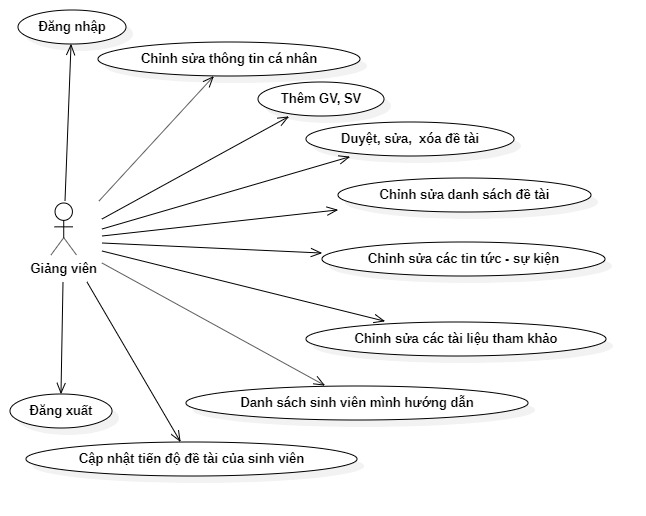 Đăng nhập
Chỉnh sửa thông tin cá nhân
Thêm GV, SV
Duyệt, sửa, xóa đề tài
Chỉnh sửa danh sách đề tài
Chỉnh sửa các tin tức - sự kiện
Giảng viên
Chỉnh sửa các tài liệu tham khảo
Danh sách sinh viên mình hướng dẫn
Đăng xuất
Cập nhật tiến độ đề tài của sinh viên